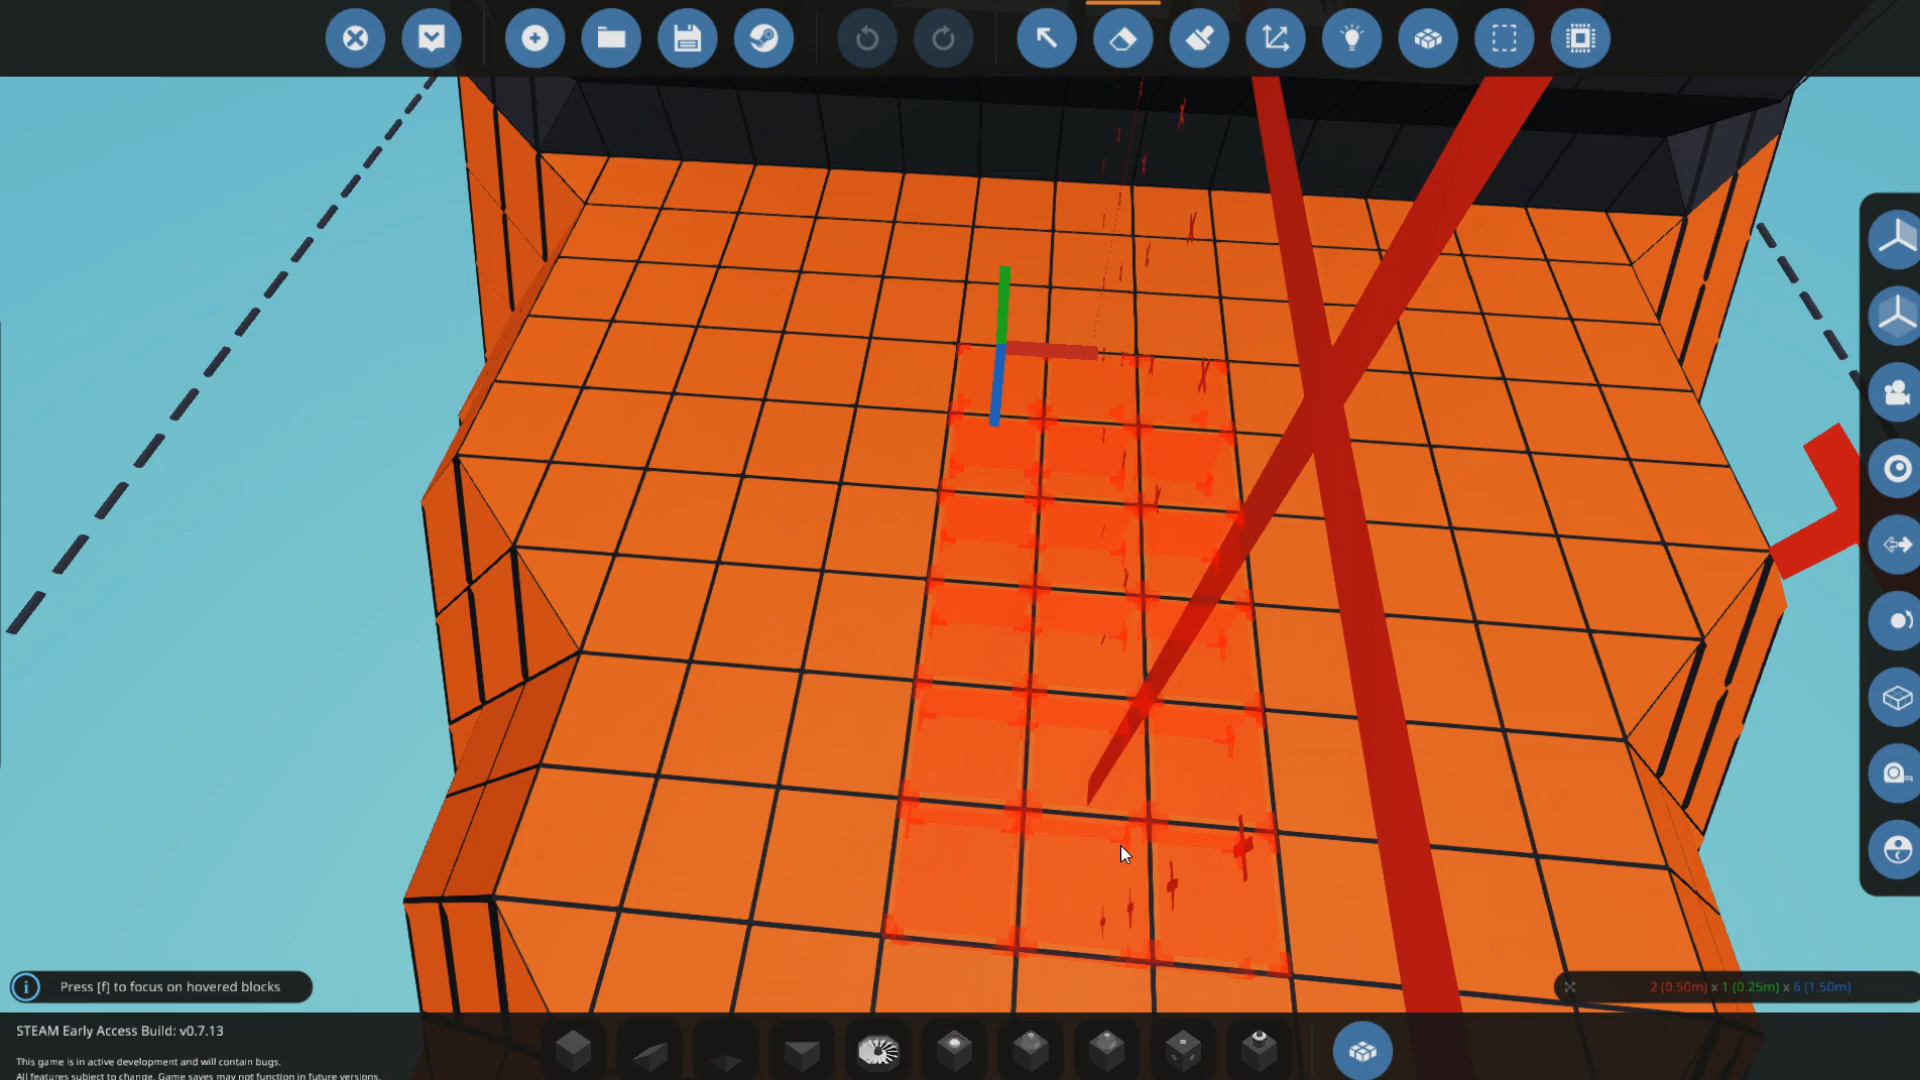 Press [f] to focus on hovered blocks
2 (0.50m) x 1 (0.25m) x 6 (1.50m)
STEAM Early Access Build: v0.7.13
This game is in active development and will contain bugs.
All features subject to change. Game saves may not function in future versions.